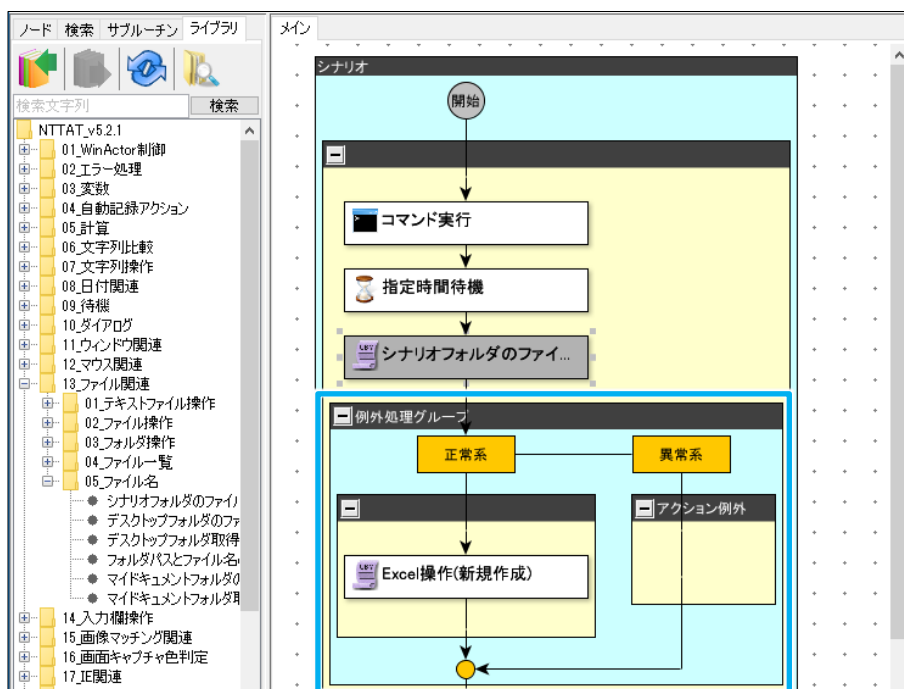 ノード 検索 サブルーチン ライブラリ
検索文字列 検索
NTTAT_v5.2.1
01_WinActor制御
02_エラー処理
03_変数
04_自動記録アクション
05_計算
06_文字列比較
07_文字列操作
08_日付関連
09_待機
10_ダイアログ
11_ウィンドウ関連
12_マウス関連
13_ファイル関連
01_テキストファイル操作
02_ファイル操作
03_フォルダ操作
04_ファイル一覧
05_ファイル名
シナリオフォルダのファイル
デスクトップフォルダのファ
デスクトップフォルダ取得
フォルダパスとファイル名
マイドキュメントフォルダの
マイドキュメントフォルダ取
14_入力欄操作
15_画像マッチング関連
16_画面キャプチャ色判定
17_IE関連
メイン
シナリオ
開始
コマンド実行
指定時間待機
シナリオフォルダのファイ...
例外処理グループ
正常系 異常系
アクション例外
Excel操作(新規作成)